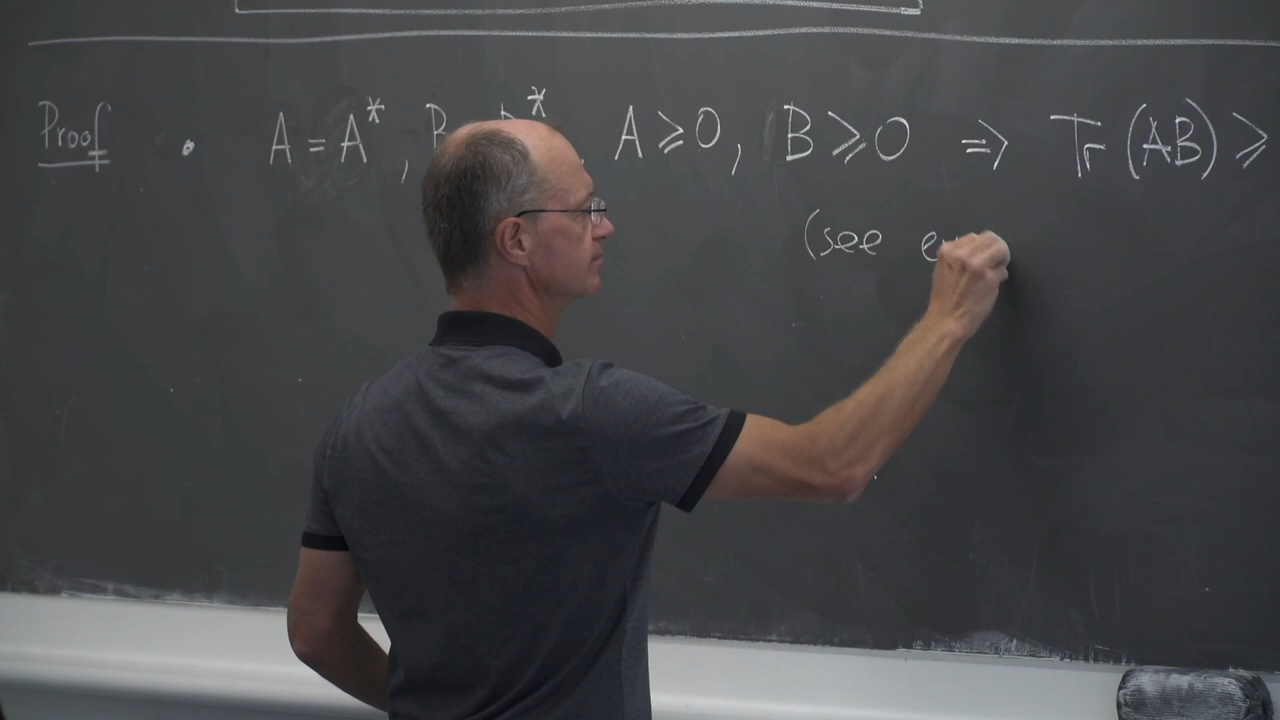 Proof • A = A*, B A ≥ 0, B ≥ 0 ⇒ Tr (AB) ≥
(see